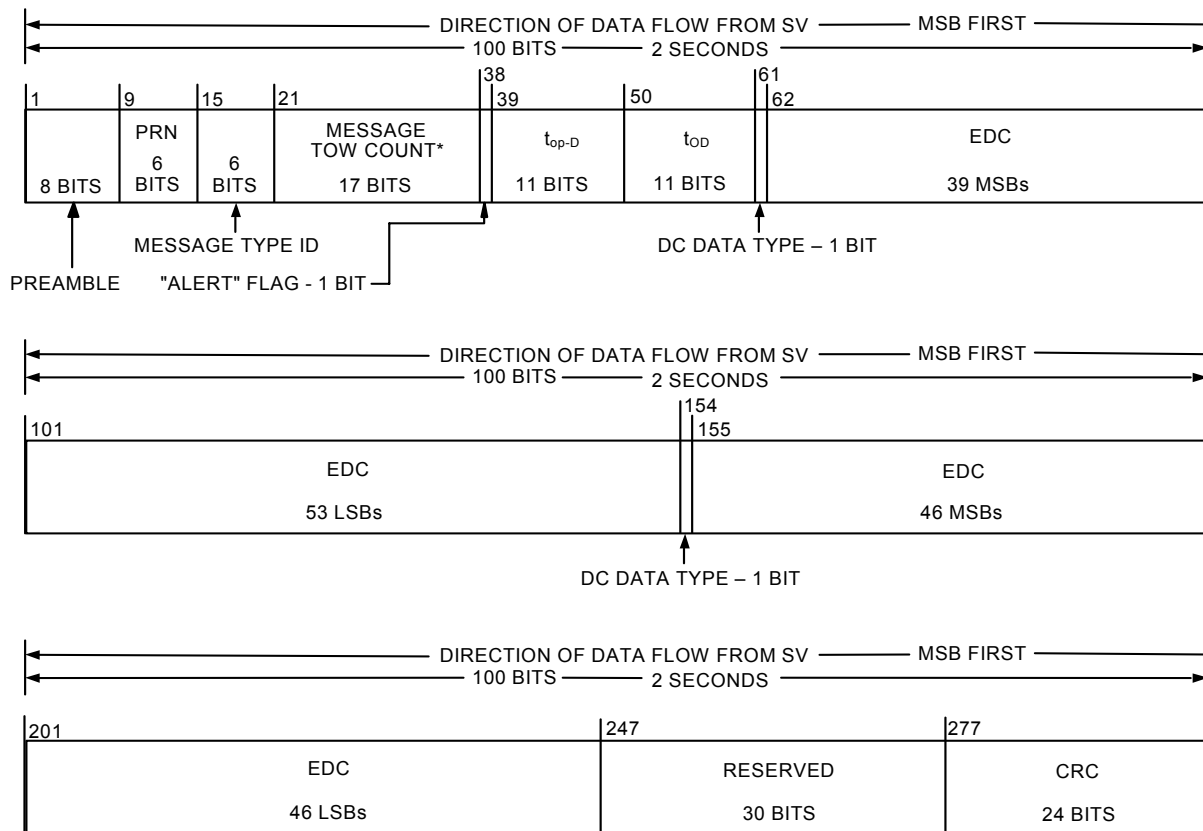 DIRECTION OF DATA FLOW FROM SV MSB FIRST
100 BITS 2 SECONDS
1 9 15 21 38 39 50 61 62
PRN MESSAGE t_op-D t_OD EDC
TOW COUNT*
6 6
8 BITS BITS BITS 17 BITS 11 BITS 11 BITS 39 MSBs
MESSAGE TYPE ID DC DATA TYPE – 1 BIT
PREAMBLE "ALERT" FLAG - 1 BIT
DIRECTION OF DATA FLOW FROM SV MSB FIRST
100 BITS 2 SECONDS
101 154 155
EDC EDC
53 LSBs 46 MSBs
DC DATA TYPE – 1 BIT
DIRECTION OF DATA FLOW FROM SV MSB FIRST
100 BITS 2 SECONDS
201 247 277
EDC RESERVED CRC
46 LSBs 30 BITS 24 BITS